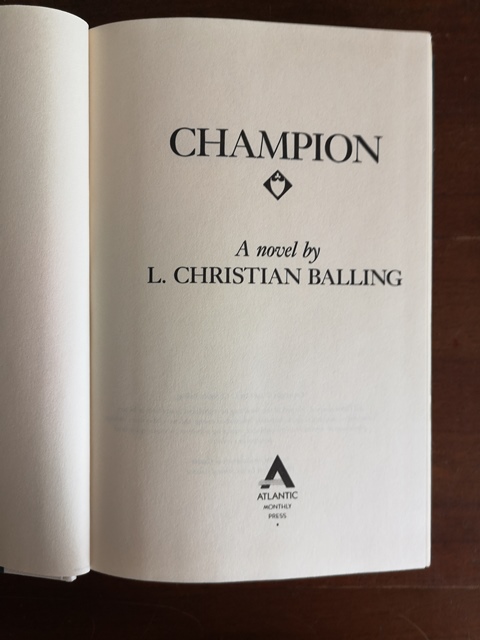 CHAMPION
A novel by
L. CHRISTIAN BALLING
ATLANTIC
MONTHLY
PRESS